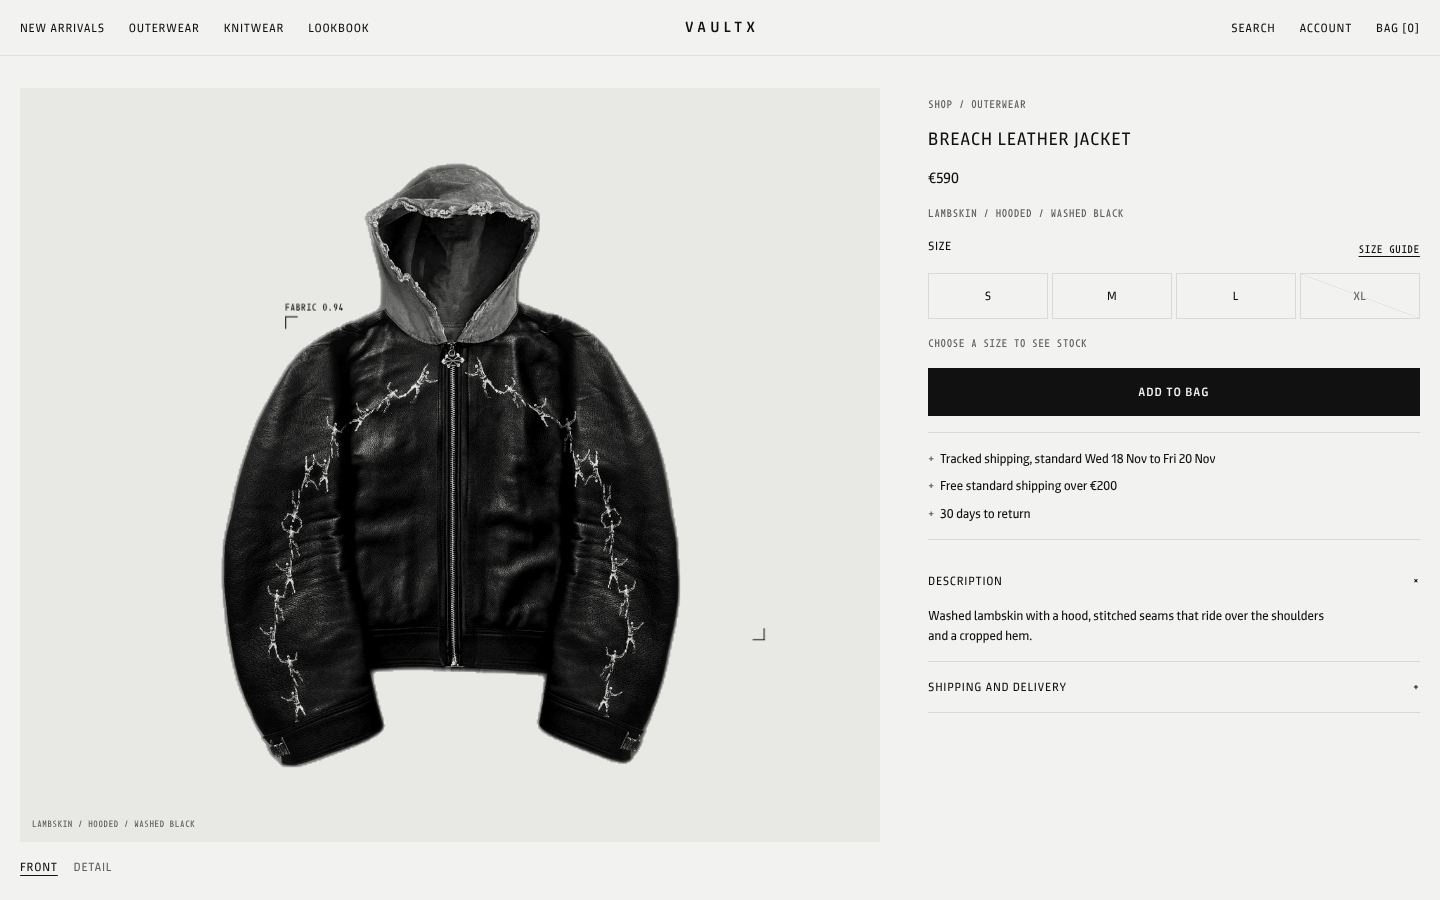 NEW ARRIVALS OUTERWEAR KNITWEAR LOOKBOOK
VAULTX
SEARCH ACCOUNT BAG [0]
FABRIC 0.94
LAMBSKIN / HOODED / WASHED BLACK
FRONT DETAIL
SHOP / OUTERWEAR
BREACH LEATHER JACKET
€590
LAMBSKIN / HOODED / WASHED BLACK
SIZE
SIZE GUIDE
S M L XL
CHOOSE A SIZE TO SEE STOCK
ADD TO BAG
+ Tracked shipping, standard Wed 18 Nov to Fri 20 Nov
+ Free standard shipping over €200
+ 30 days to return
DESCRIPTION ×
Washed lambskin with a hood, stitched seams that ride over the shoulders
and a cropped hem.
SHIPPING AND DELIVERY +